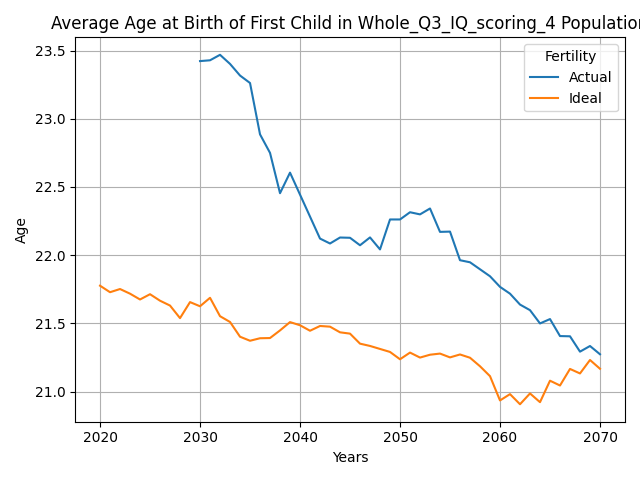 Average Age at Birth of First Child in Whole_Q3_IQ_scoring_4 Population
23.5
23.0
22.5
22.0
21.5
21.0
Age
Fertility
Actual
Ideal
2020 2030 2040 2050 2060 2070
Years